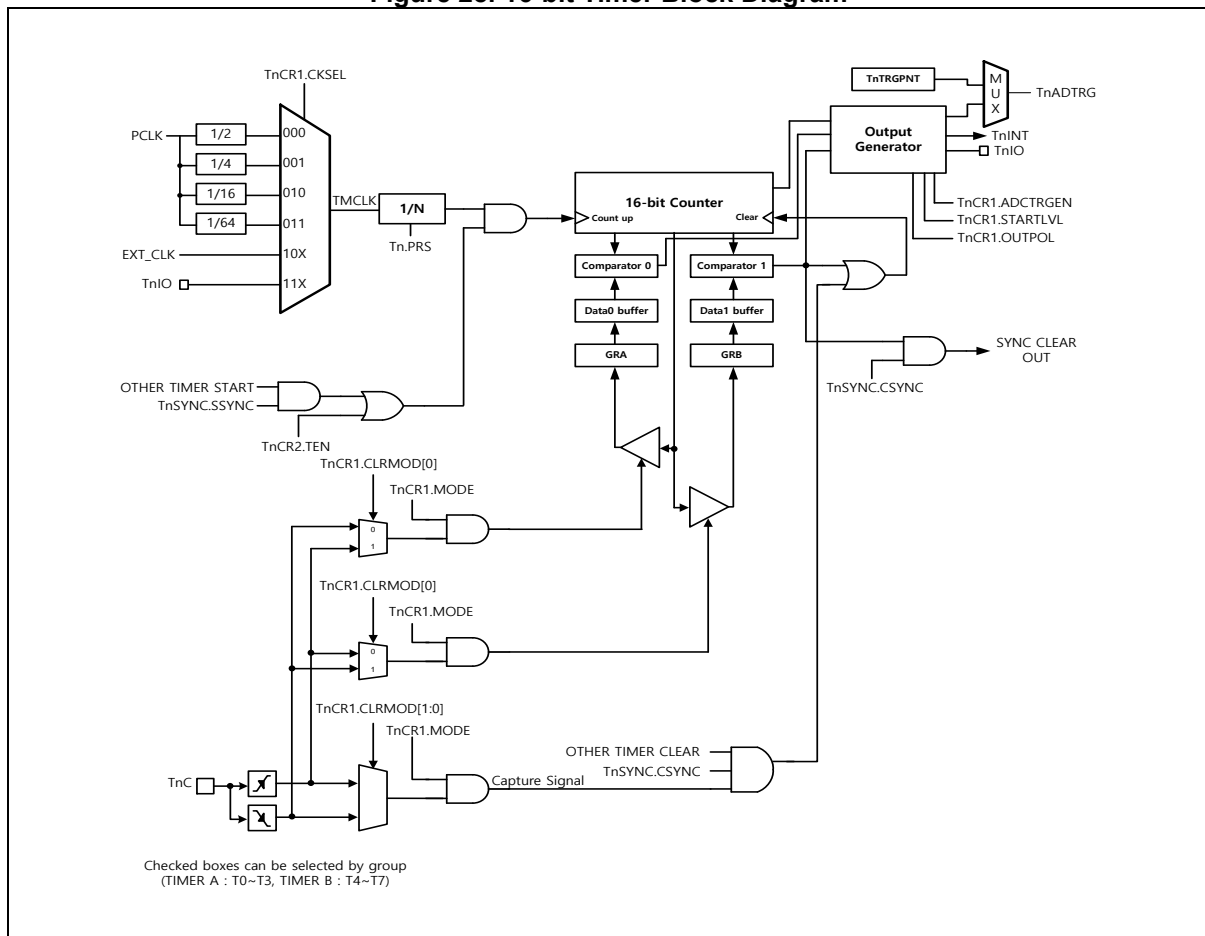 Figure 28. 16-bit Timer Block Diagram
TnCR1.CKSEL
PCLK
1/2
000
1/4
001
1/16
010
1/64
011
EXT_CLK
10X
TnIO
11X
TMCLK
1/N
Tn.PRS
16-bit Counter
Count up
Clear
Comparator 0
Comparator 1
Data0 buffer
Data1 buffer
GRA
GRB
TnTRGPNT
MUX
TnADTRG
Output
Generator
TnINT
TnIO
TnCR1.ADCTRGEN
TnCR1.STARTLVL
TnCR1.OUTPOL
SYNC CLEAR
OUT
TnSYNC.CSYNC
OTHER TIMER START
TnSYNC.SSYNC
TnCR2.TEN
TnCR1.CLRMOD[0]
TnCR1.MODE
0
1
TnCR1.CLRMOD[0]
TnCR1.MODE
0
1
TnCR1.CLRMOD[1:0]
TnCR1.MODE
OTHER TIMER CLEAR
TnSYNC.CSYNC
Capture Signal
TnC
Checked boxes can be selected by group
(TIMER A : T0~T3, TIMER B : T4~T7)